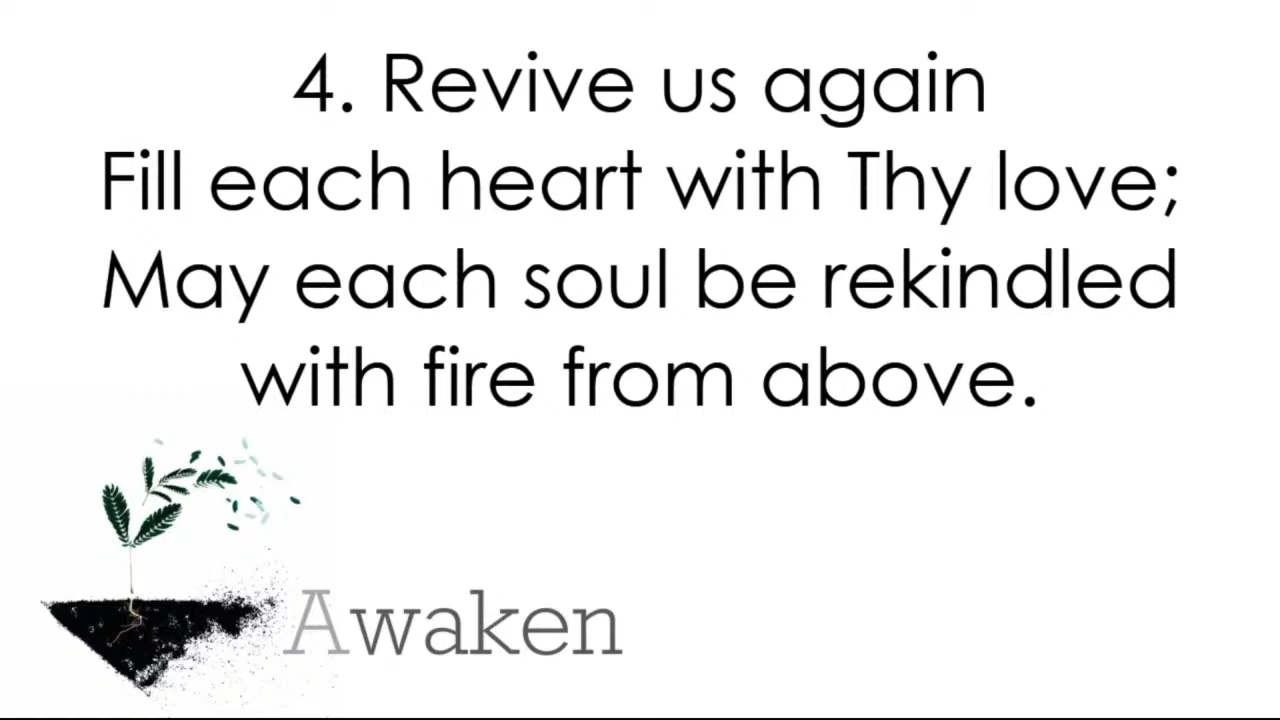 4. Revive us again
Fill each heart with Thy love;
May each soul be rekindled
with fire from above.
Awaken